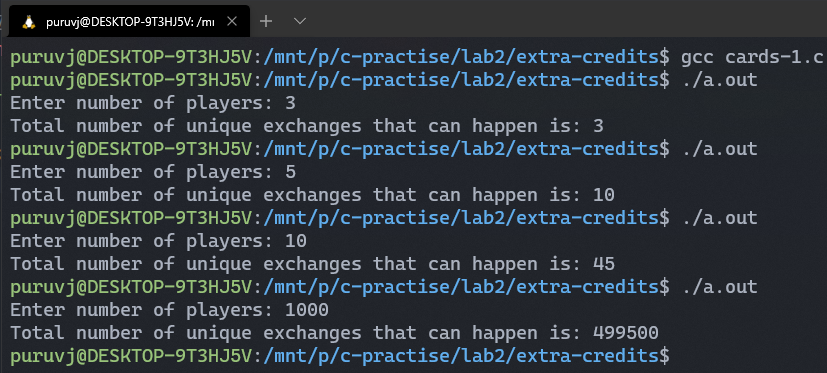 puruvj@DESKTOP-9T3HJ5V: /mn
puruvj@DESKTOP-9T3HJ5V:/mnt/p/c-practise/lab2/extra-credits$ gcc cards-1.c
puruvj@DESKTOP-9T3HJ5V:/mnt/p/c-practise/lab2/extra-credits$ ./a.out
Enter number of players: 3
Total number of unique exchanges that can happen is: 3
puruvj@DESKTOP-9T3HJ5V:/mnt/p/c-practise/lab2/extra-credits$ ./a.out
Enter number of players: 5
Total number of unique exchanges that can happen is: 10
puruvj@DESKTOP-9T3HJ5V:/mnt/p/c-practise/lab2/extra-credits$ ./a.out
Enter number of players: 10
Total number of unique exchanges that can happen is: 45
puruvj@DESKTOP-9T3HJ5V:/mnt/p/c-practise/lab2/extra-credits$ ./a.out
Enter number of players: 1000
Total number of unique exchanges that can happen is: 499500
puruvj@DESKTOP-9T3HJ5V:/mnt/p/c-practise/lab2/extra-credits$